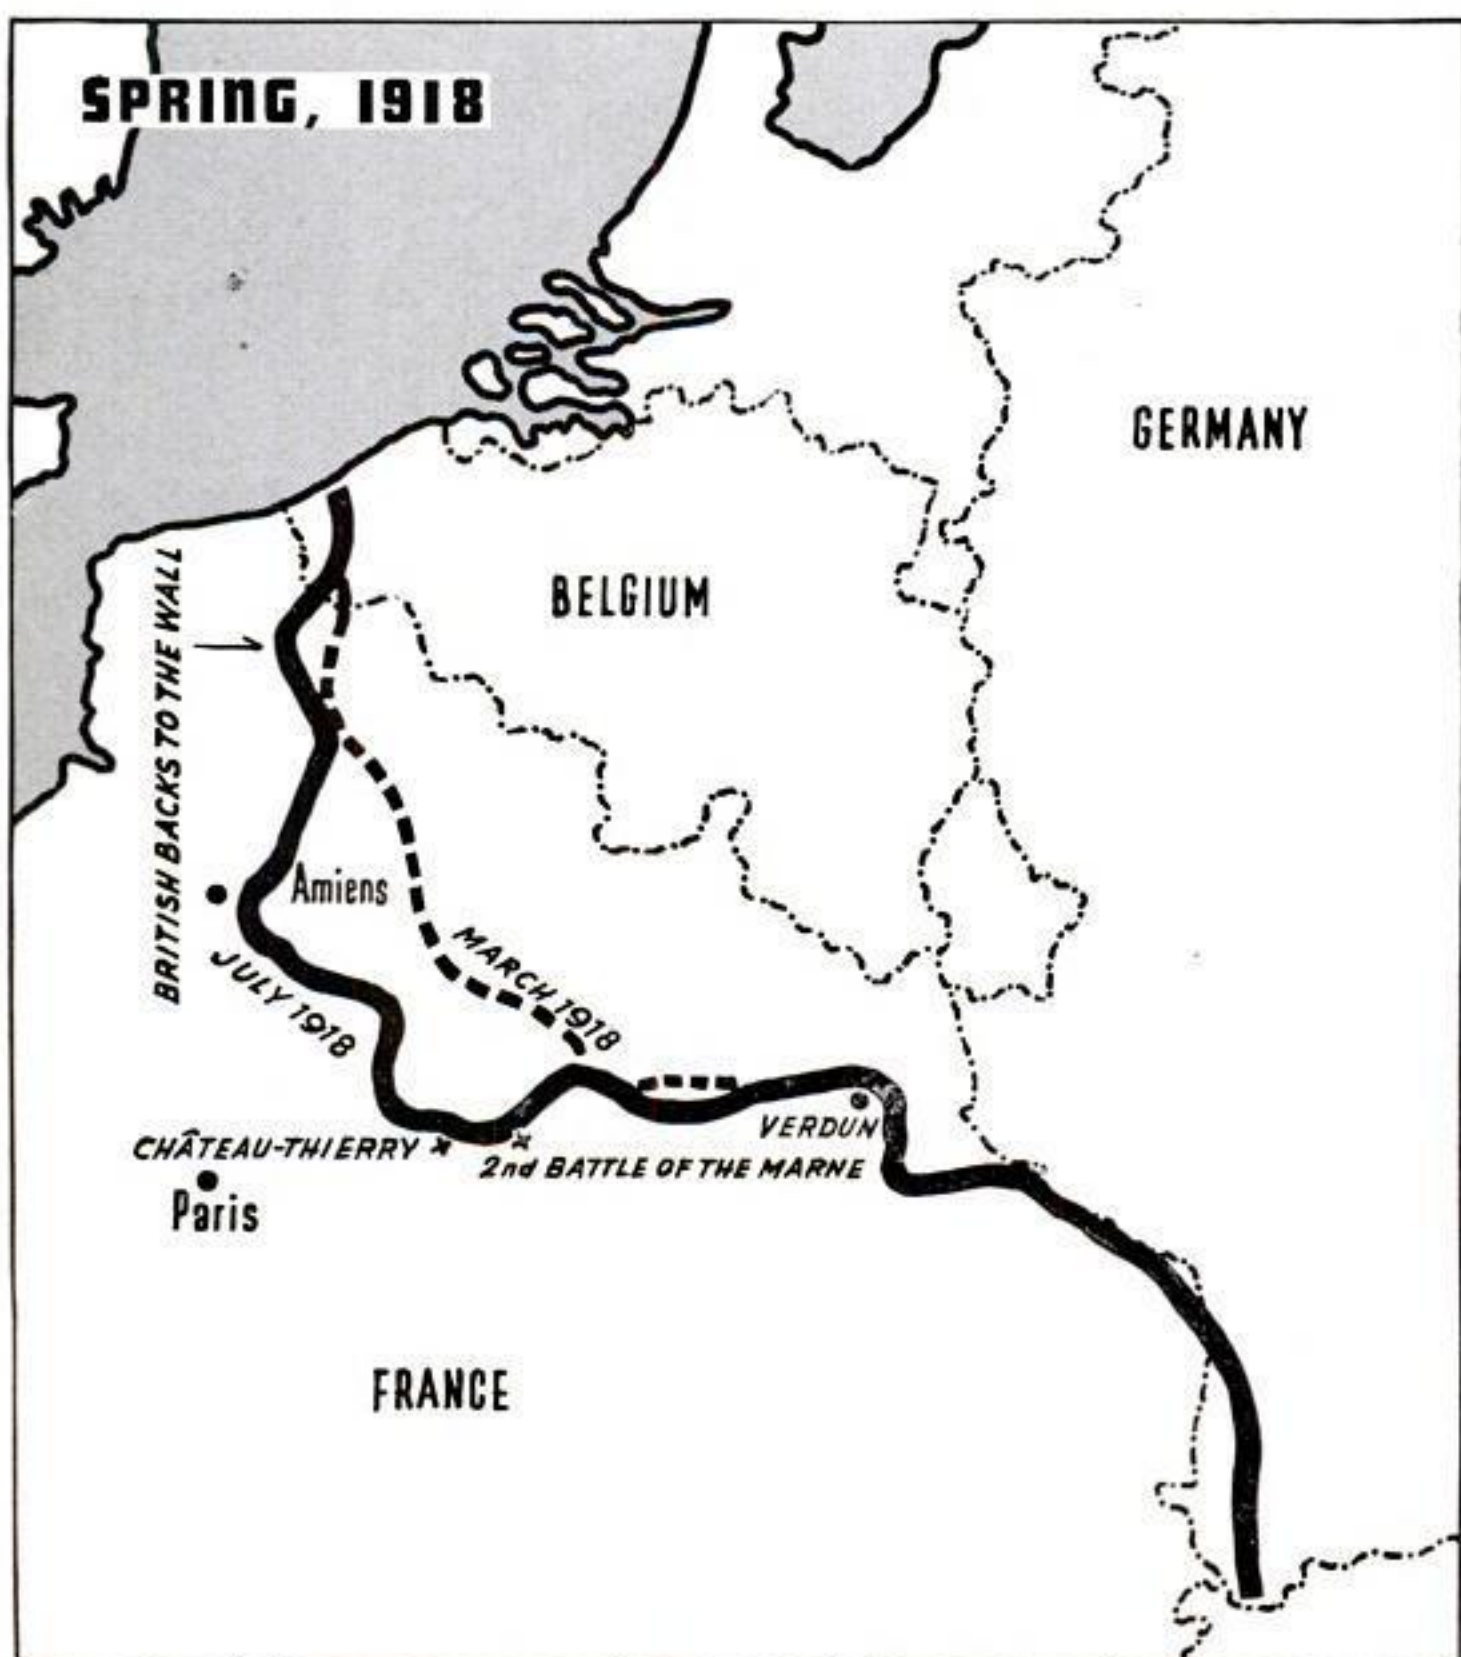 SPRING, 1918
GERMANY
BELGIUM
BRITISH BACKS TO THE WALL
Amiens
MARCH 1918
JULY 1918
VERDUN
CHÂTEAU-THIERRY
2nd BATTLE OF THE MARNE
Paris
FRANCE